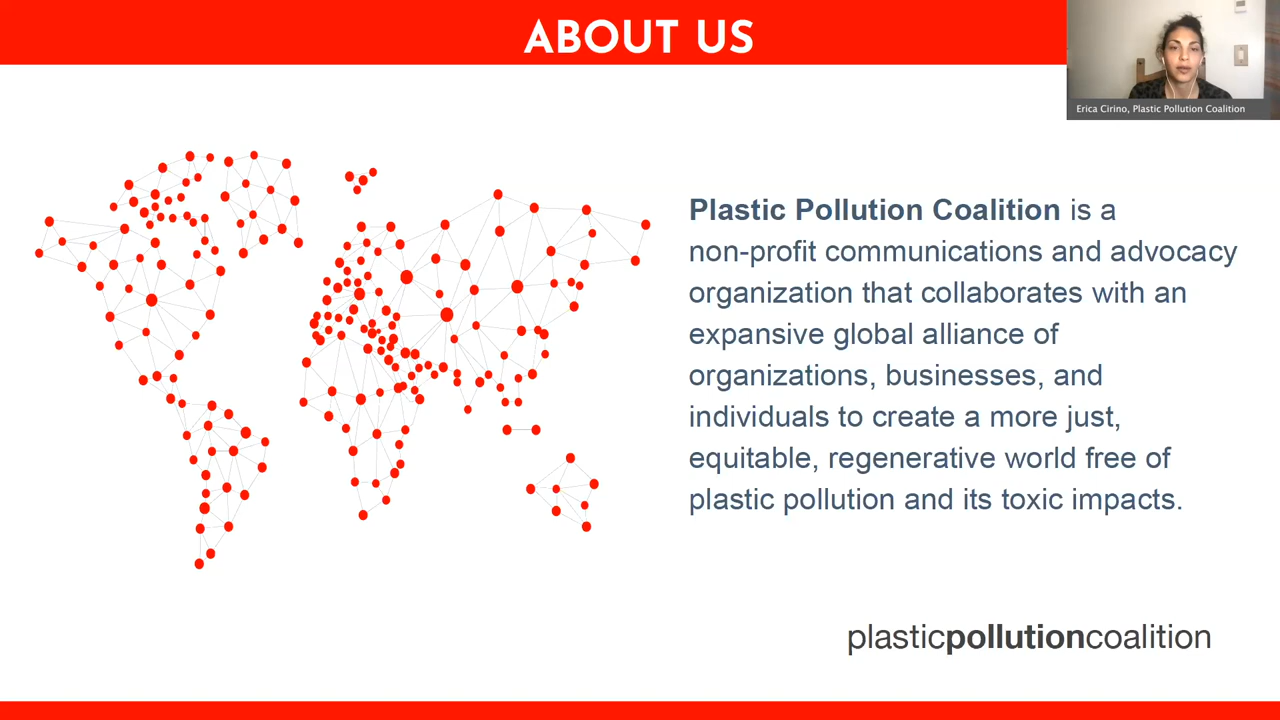 ABOUT US
Erica Cirino, Plastic Pollution Coalition
Plastic Pollution Coalition is a
non-profit communications and advocacy
organization that collaborates with an
expansive global alliance of
organizations, businesses, and
individuals to create a more just,
equitable, regenerative world free of
plastic pollution and its toxic impacts.
plasticpollutioncoalition